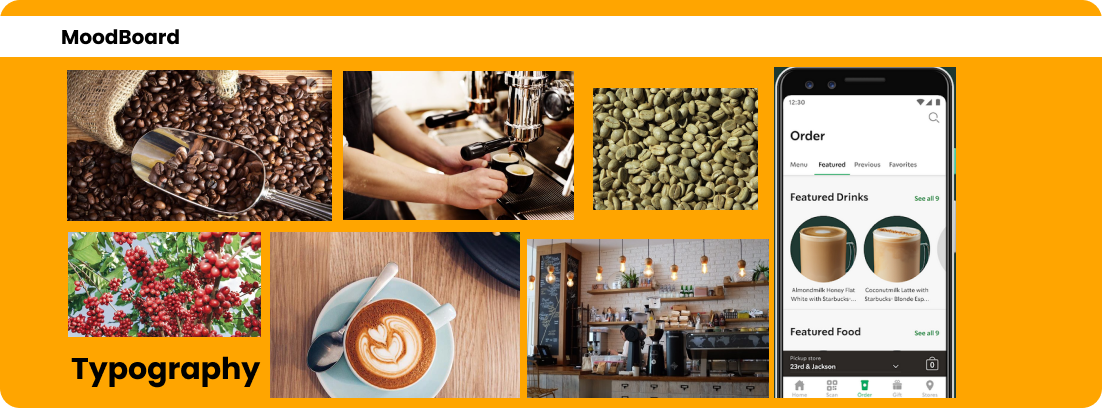 MoodBoard
12:30
Order
Menu Featured Previous Favorites
Featured Drinks See all 9
Almondmilk Honey Flat
White with Starbucks·...
Coconutmilk Latte with
Starbucks· Blonde Esp...
Featured Food See all 9
Pickup store
23rd & Jackson
0
Home Scan Order Gift Stores
Typography